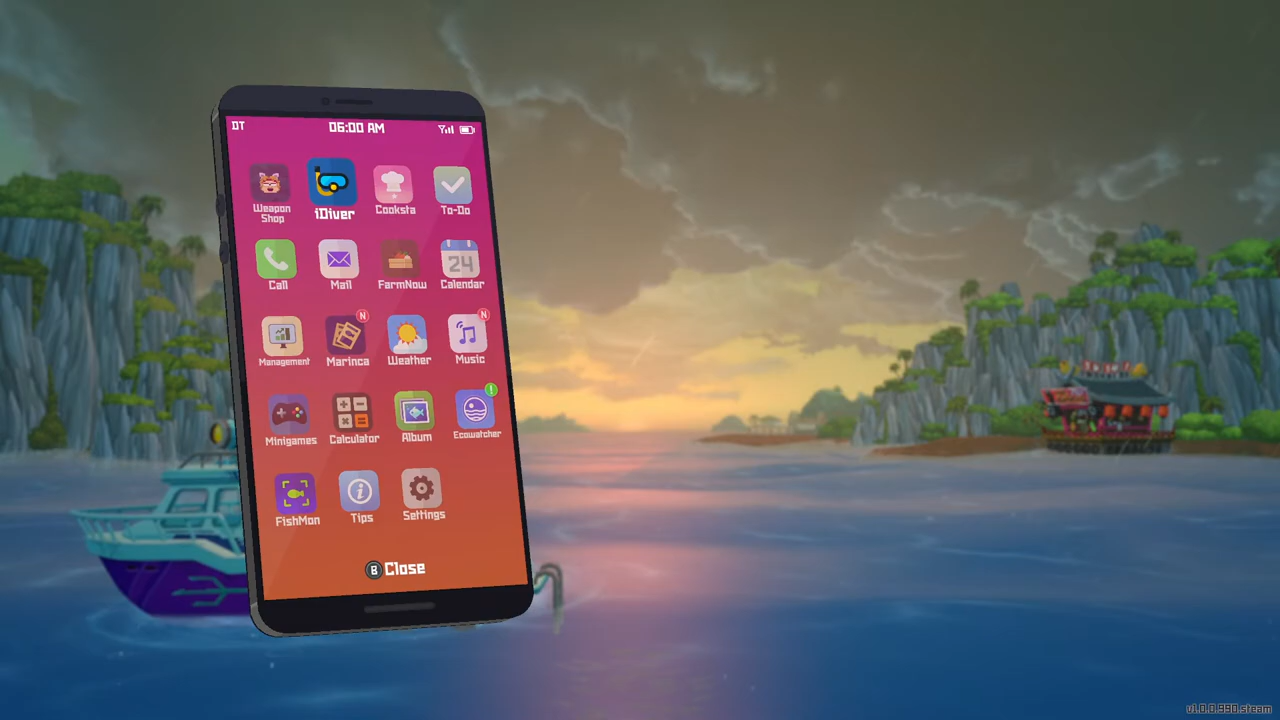 DT
06:00 AM
Weapon
Shop
iDiver
Cooksta
To-Do
Call
Mail
FarmNow
24
Calendar
Management
N
Marinca
Weather
N
Music
Minigames
Calculator
Album
!
Ecowatcher
FishMon
Tips
Settings
B Close
v1.0.0.990.steam